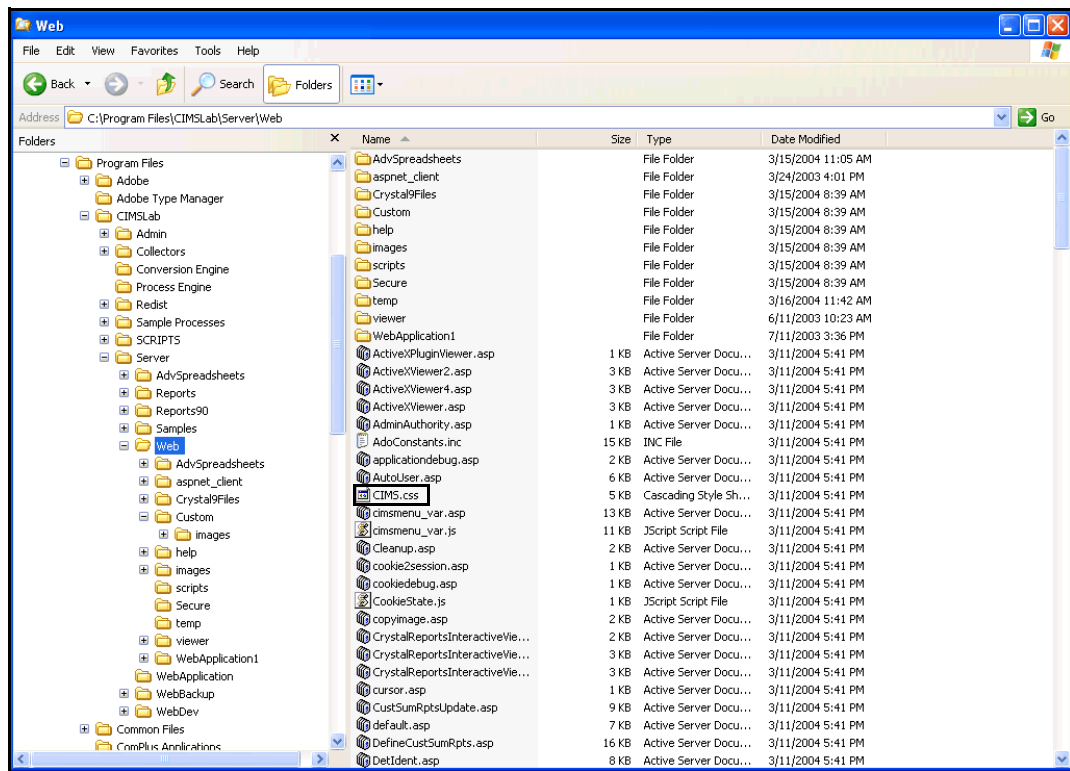 Web
File Edit View Favorites Tools Help
Back Search Folders
Address C:\Program Files\CIMSLab\Server\Web Go
Folders
Program Files
Adobe
Adobe Type Manager
CIMSLab
Admin
Collectors
Conversion Engine
Process Engine
Redist
Sample Processes
SCRIPTS
Server
AdvSpreadsheets
Reports
Reports90
Samples
Web
AdvSpreadsheets
aspnet_client
Crystal9Files
Custom
images
help
images
scripts
Secure
temp
viewer
WebApplication1
WebApplication
WebBackup
WebDev
Common Files
ComPlus Applications
Name Size Type Date Modified
AdvSpreadsheets File Folder 3/15/2004 11:05 AM
aspnet_client File Folder 3/24/2003 4:01 PM
Crystal9Files File Folder 3/15/2004 8:39 AM
Custom File Folder 3/15/2004 8:39 AM
help File Folder 3/15/2004 8:39 AM
images File Folder 3/15/2004 8:39 AM
scripts File Folder 3/15/2004 8:39 AM
Secure File Folder 3/15/2004 8:39 AM
temp File Folder 3/16/2004 11:42 AM
viewer File Folder 6/11/2003 10:23 AM
WebApplication1 File Folder 7/11/2003 3:36 PM
ActiveXPluginViewer.asp 1 KB Active Server Docu... 3/11/2004 5:41 PM
ActiveXViewer2.asp 3 KB Active Server Docu... 3/11/2004 5:41 PM
ActiveXViewer4.asp 3 KB Active Server Docu... 3/11/2004 5:41 PM
ActiveXViewer.asp 3 KB Active Server Docu... 3/11/2004 5:41 PM
AdminAuthority.asp 1 KB Active Server Docu... 3/11/2004 5:41 PM
AdoConstants.inc 15 KB INC File 3/11/2004 5:41 PM
applicationdebug.asp 2 KB Active Server Docu... 3/11/2004 5:41 PM
AutoUser.asp 6 KB Active Server Docu... 3/11/2004 5:41 PM
CIMS.css 5 KB Cascading Style Sh... 3/11/2004 5:41 PM
cimsmenu_var.asp 13 KB Active Server Docu... 3/11/2004 5:41 PM
cimsmenu_var.js 11 KB JScript Script File 3/11/2004 5:41 PM
Cleanup.asp 2 KB Active Server Docu... 3/11/2004 5:41 PM
cookie2session.asp 1 KB Active Server Docu... 3/11/2004 5:41 PM
cookiedebug.asp 1 KB Active Server Docu... 3/11/2004 5:41 PM
CookieState.js 1 KB JScript Script File 3/11/2004 5:41 PM
copyimage.asp 2 KB Active Server Docu... 3/11/2004 5:41 PM
CrystalReportsInteractiveVie... 2 KB Active Server Docu... 3/11/2004 5:41 PM
CrystalReportsInteractiveVie... 3 KB Active Server Docu... 3/11/2004 5:41 PM
CrystalReportsInteractiveVie... 3 KB Active Server Docu... 3/11/2004 5:41 PM
cursor.asp 1 KB Active Server Docu... 3/11/2004 5:41 PM
CustSumRptsUpdate.asp 9 KB Active Server Docu... 3/11/2004 5:41 PM
default.asp 7 KB Active Server Docu... 3/11/2004 5:41 PM
DefineCustSumRpts.asp 16 KB Active Server Docu... 3/11/2004 5:41 PM
DetIdent.asp 8 KB Active Server Docu... 3/11/2004 5:41 PM